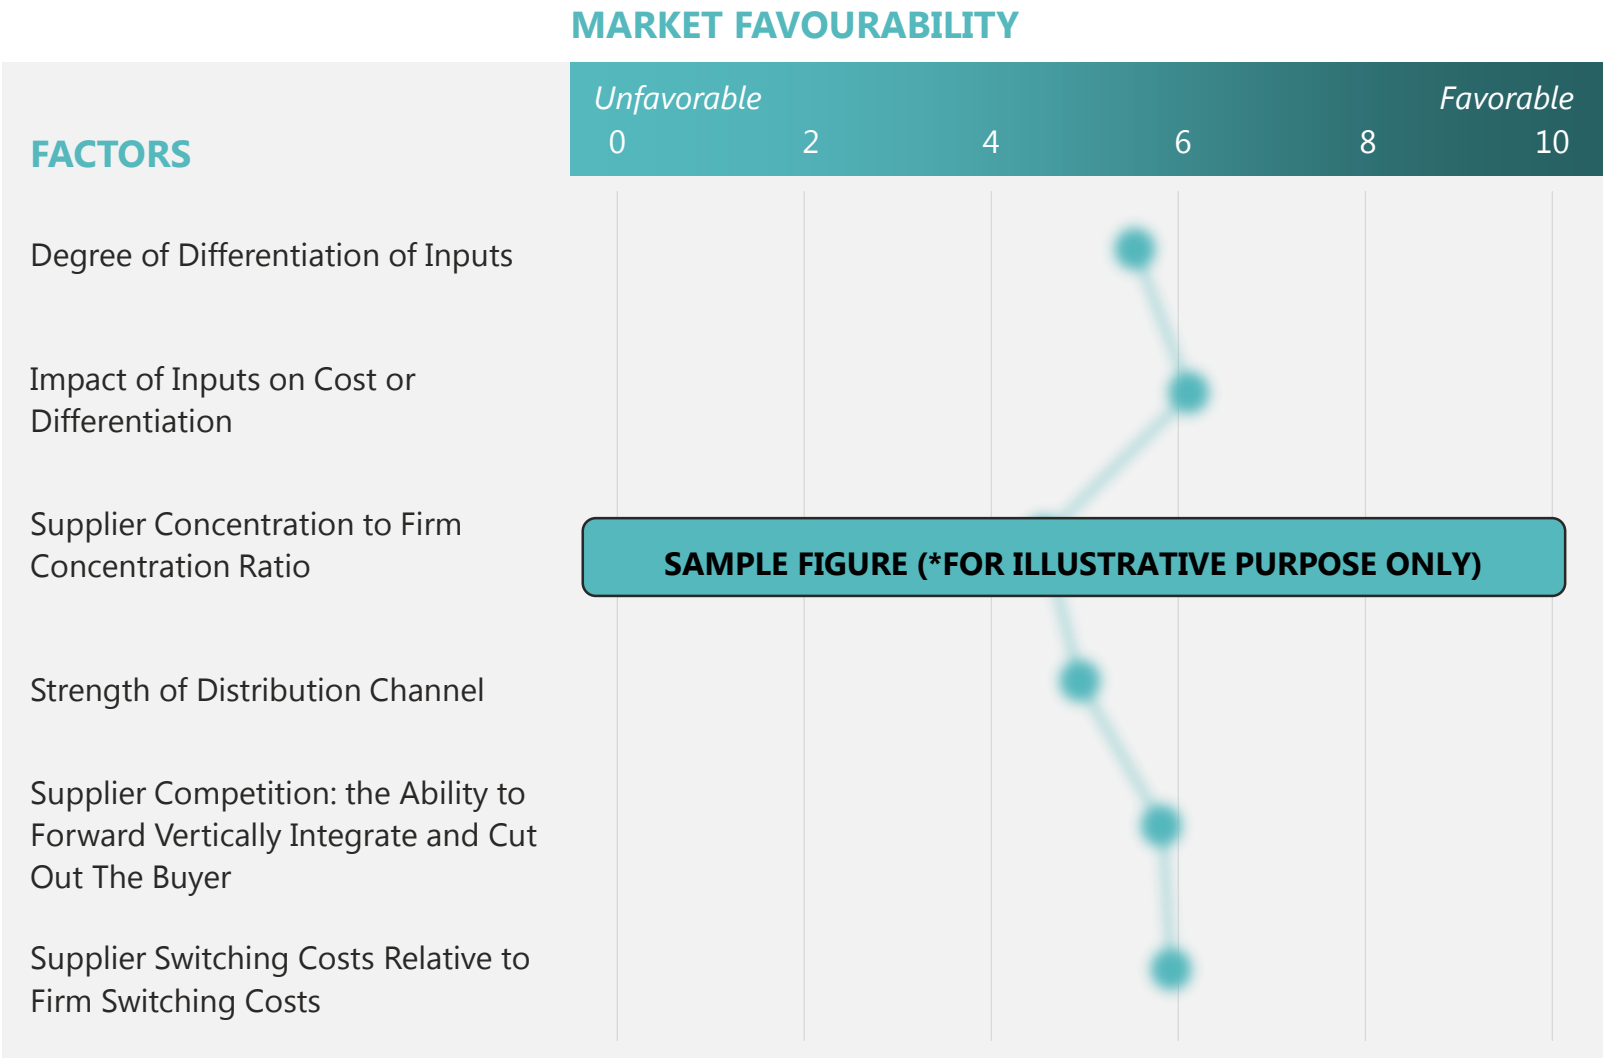 MARKET FAVOURABILITY
Unfavorable
Favorable
0 2 4 6 8 10
FACTORS
Degree of Differentiation of Inputs
Impact of Inputs on Cost or
Differentiation
Supplier Concentration to Firm
Concentration Ratio
SAMPLE FIGURE (*FOR ILLUSTRATIVE PURPOSE ONLY)
Strength of Distribution Channel
Supplier Competition: the Ability to
Forward Vertically Integrate and Cut
Out The Buyer
Supplier Switching Costs Relative to
Firm Switching Costs